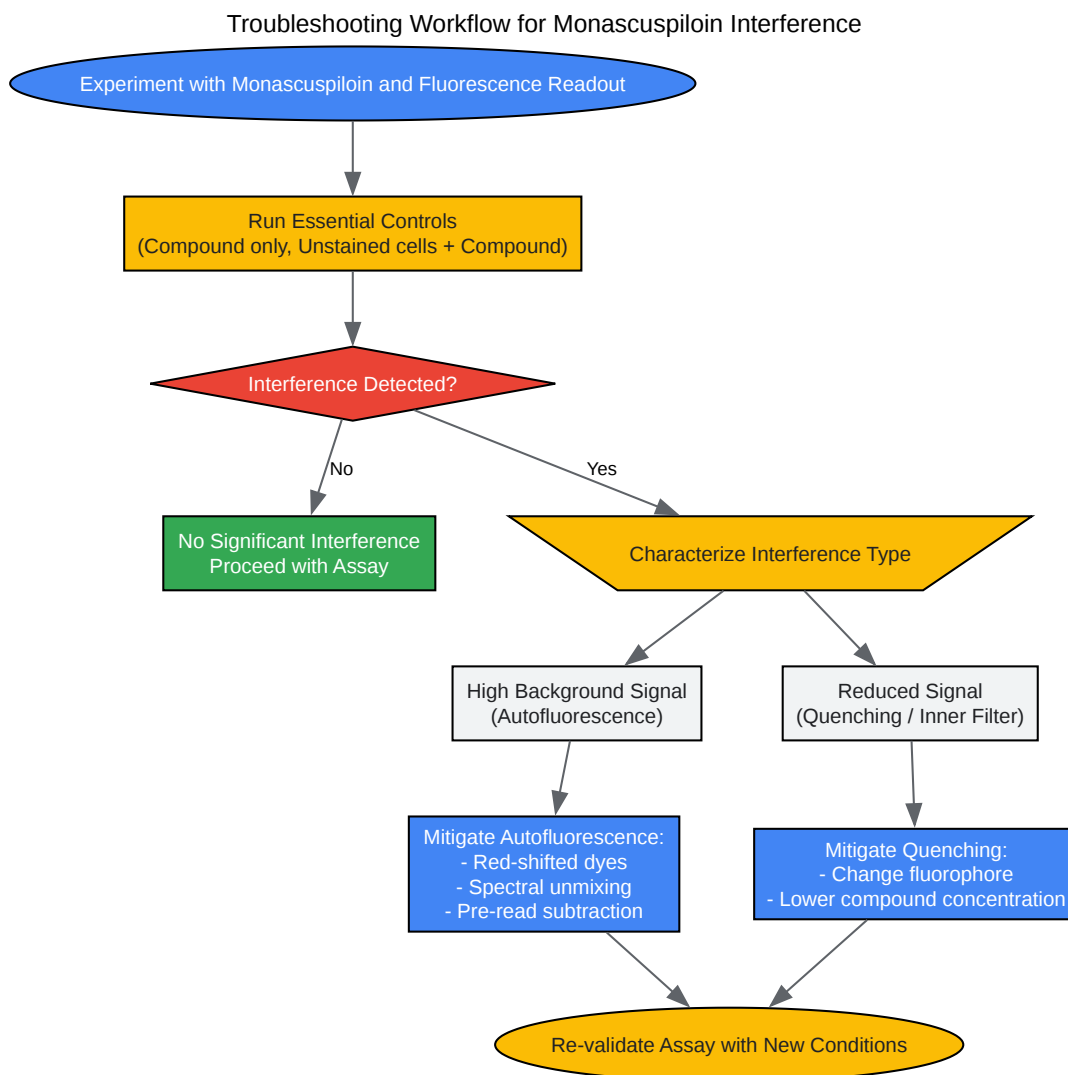 Troubleshooting Workflow for Monascuspiloin Interference
Experiment with Monascuspiloin and Fluorescence Readout
Run Essential Controls
(Compound only, Unstained cells + Compound)
Interference Detected?
No
Yes
No Significant Interference
Proceed with Assay
Characterize Interference Type
High Background Signal
(Autofluorescence)
Reduced Signal
(Quenching / Inner Filter)
Mitigate Autofluorescence:
- Red-shifted dyes
- Spectral unmixing
- Pre-read subtraction
Mitigate Quenching:
- Change fluorophore
- Lower compound concentration
Re-validate Assay with New Conditions